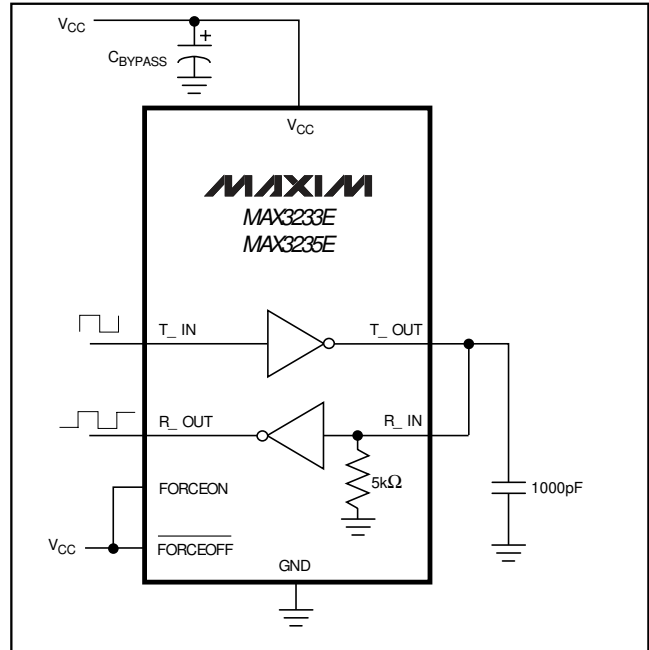 VCC
CBYPASS
+
VCC
MAXIM
MAX3233E
MAX3235E
T_ IN
T_ OUT
R_ OUT
R_ IN
5kΩ
1000pF
FORCEON
VCC
FORCEOFF
GND